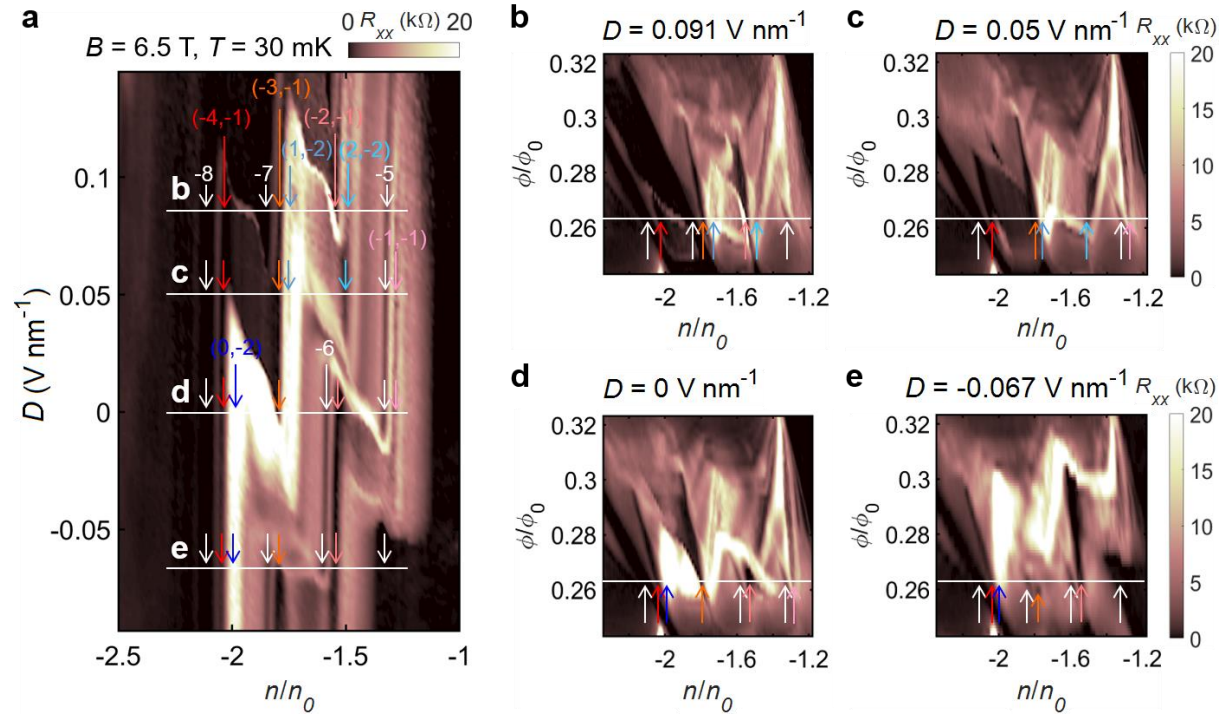 a
B = 6.5 T, T = 30 mK
0 Rxx (kΩ) 20
(-4,-1)
(-3,-1)
(-2,-1)
(1,-2)
(2,-2)
-8
-7
-5
b
(-1,-1)
c
(0,-2)
-6
d
e
0.1
0.05
0
-0.05
D (V nm⁻¹)
-2.5
-2
-1.5
-1
n/n₀
b
D = 0.091 V nm⁻¹
0.32
0.3
0.28
0.26
ϕ/ϕ₀
-2
-1.6
-1.2
n/n₀
c
D = 0.05 V nm⁻¹
Rxx (kΩ)
20
15
10
5
0
0.32
0.3
0.28
0.26
ϕ/ϕ₀
-2
-1.6
-1.2
n/n₀
d
D = 0 V nm⁻¹
0.32
0.3
0.28
0.26
ϕ/ϕ₀
-2
-1.6
-1.2
n/n₀
e
D = -0.067 V nm⁻¹
Rxx (kΩ)
20
15
10
5
0
0.32
0.3
0.28
0.26
ϕ/ϕ₀
-2
-1.6
-1.2
n/n₀